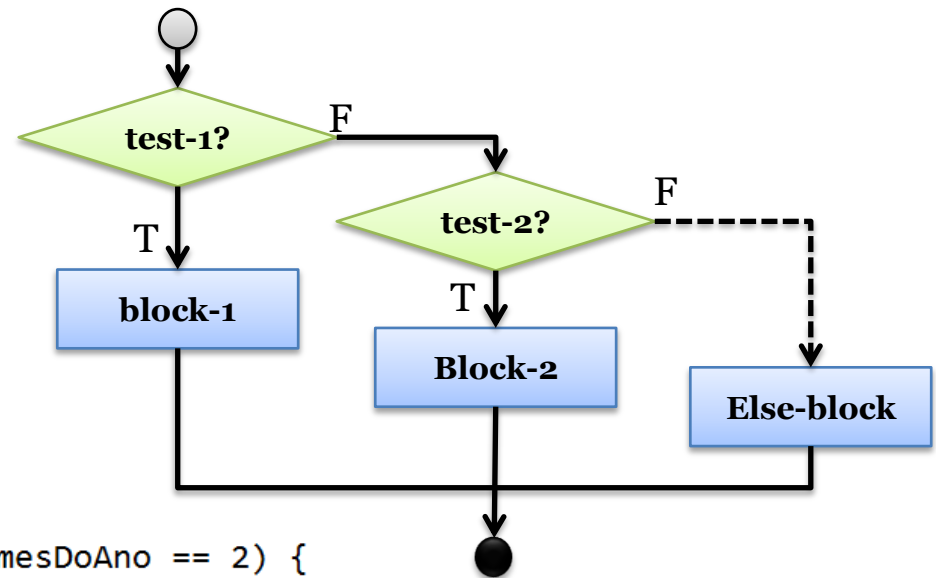 test-1?
F
T
block-1
test-2?
F
T
Block-2
Else-block
mesDoAno == 2) {